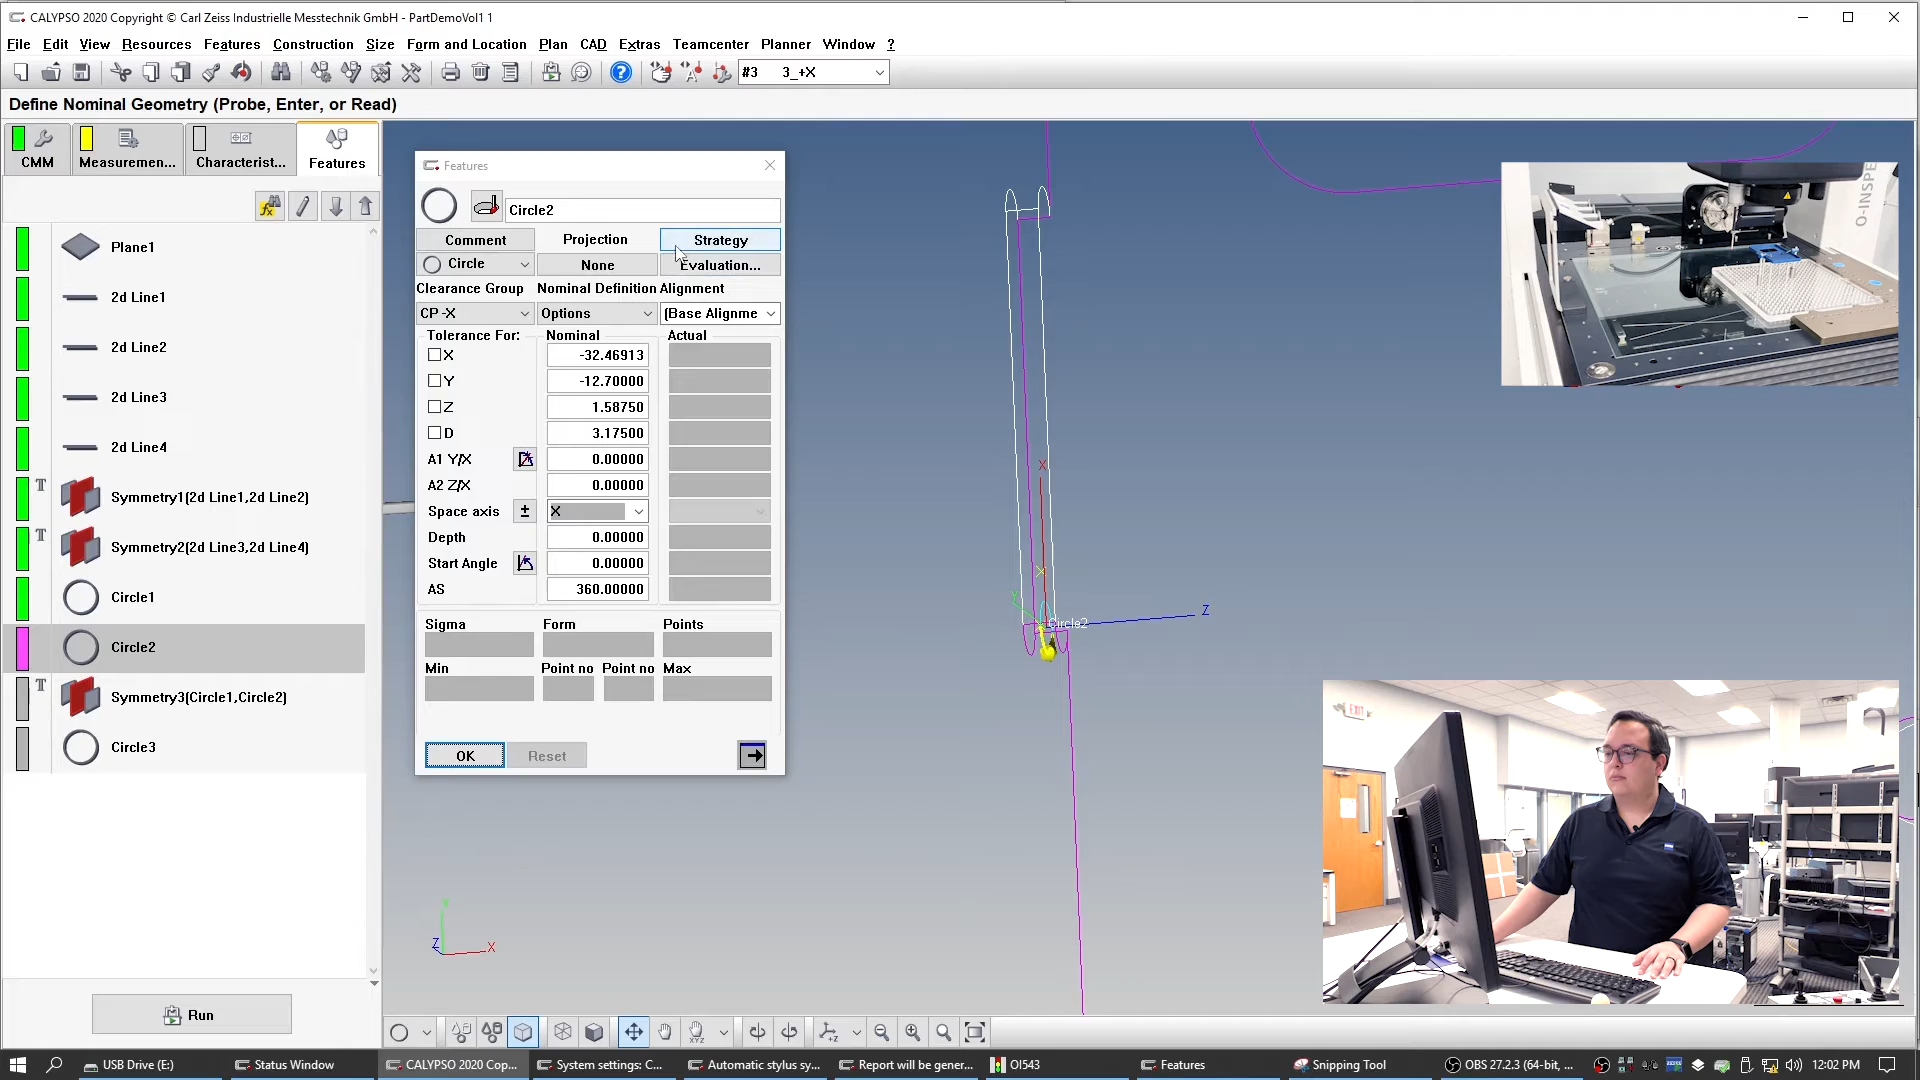 CALYPSO 2020 Copyright © Carl Zeiss Industrielle Messtechnik GmbH - PartDemoVol1 1
File Edit View Resources Features Construction Size Form and Location Plan CAD Extras Teamcenter Planner Window ?
#3 3_+X
Define Nominal Geometry (Probe, Enter, or Read)
CMM Measuremen... Characterist... Features
Plane1
2d Line1
2d Line2
2d Line3
2d Line4
T Symmetry1(2d Line1,2d Line2)
T Symmetry2(2d Line3,2d Line4)
Circle1
Circle2
T Symmetry3(Circle1,Circle2)
Circle3
Run
Features
Circle2
Comment Projection Strategy
Circle None Evaluation...
Clearance Group Nominal Definition Alignment
CP -X Options (Base Alignme
Tolerance For: Nominal Actual
X -32.46913
Y -12.70000
Z 1.58750
D 3.17500
A1 Y/X 0.00000
A2 Z/X 0.00000
Space axis ± X
Depth 0.00000
Start Angle 0.00000
AS 360.00000
Sigma Form Points
Min Point no Point no Max
OK Reset
X
X
Y Z
Circle2
Y
Z X
O-INSPE
EXIT
XYZ
USB Drive (E:) Status Window CALYPSO 2020 Cop... System settings: C... Automatic stylus sy... Report will be gener... OI543 Features Snipping Tool OBS 27.2.3 (64-bit, ... 12:02 PM